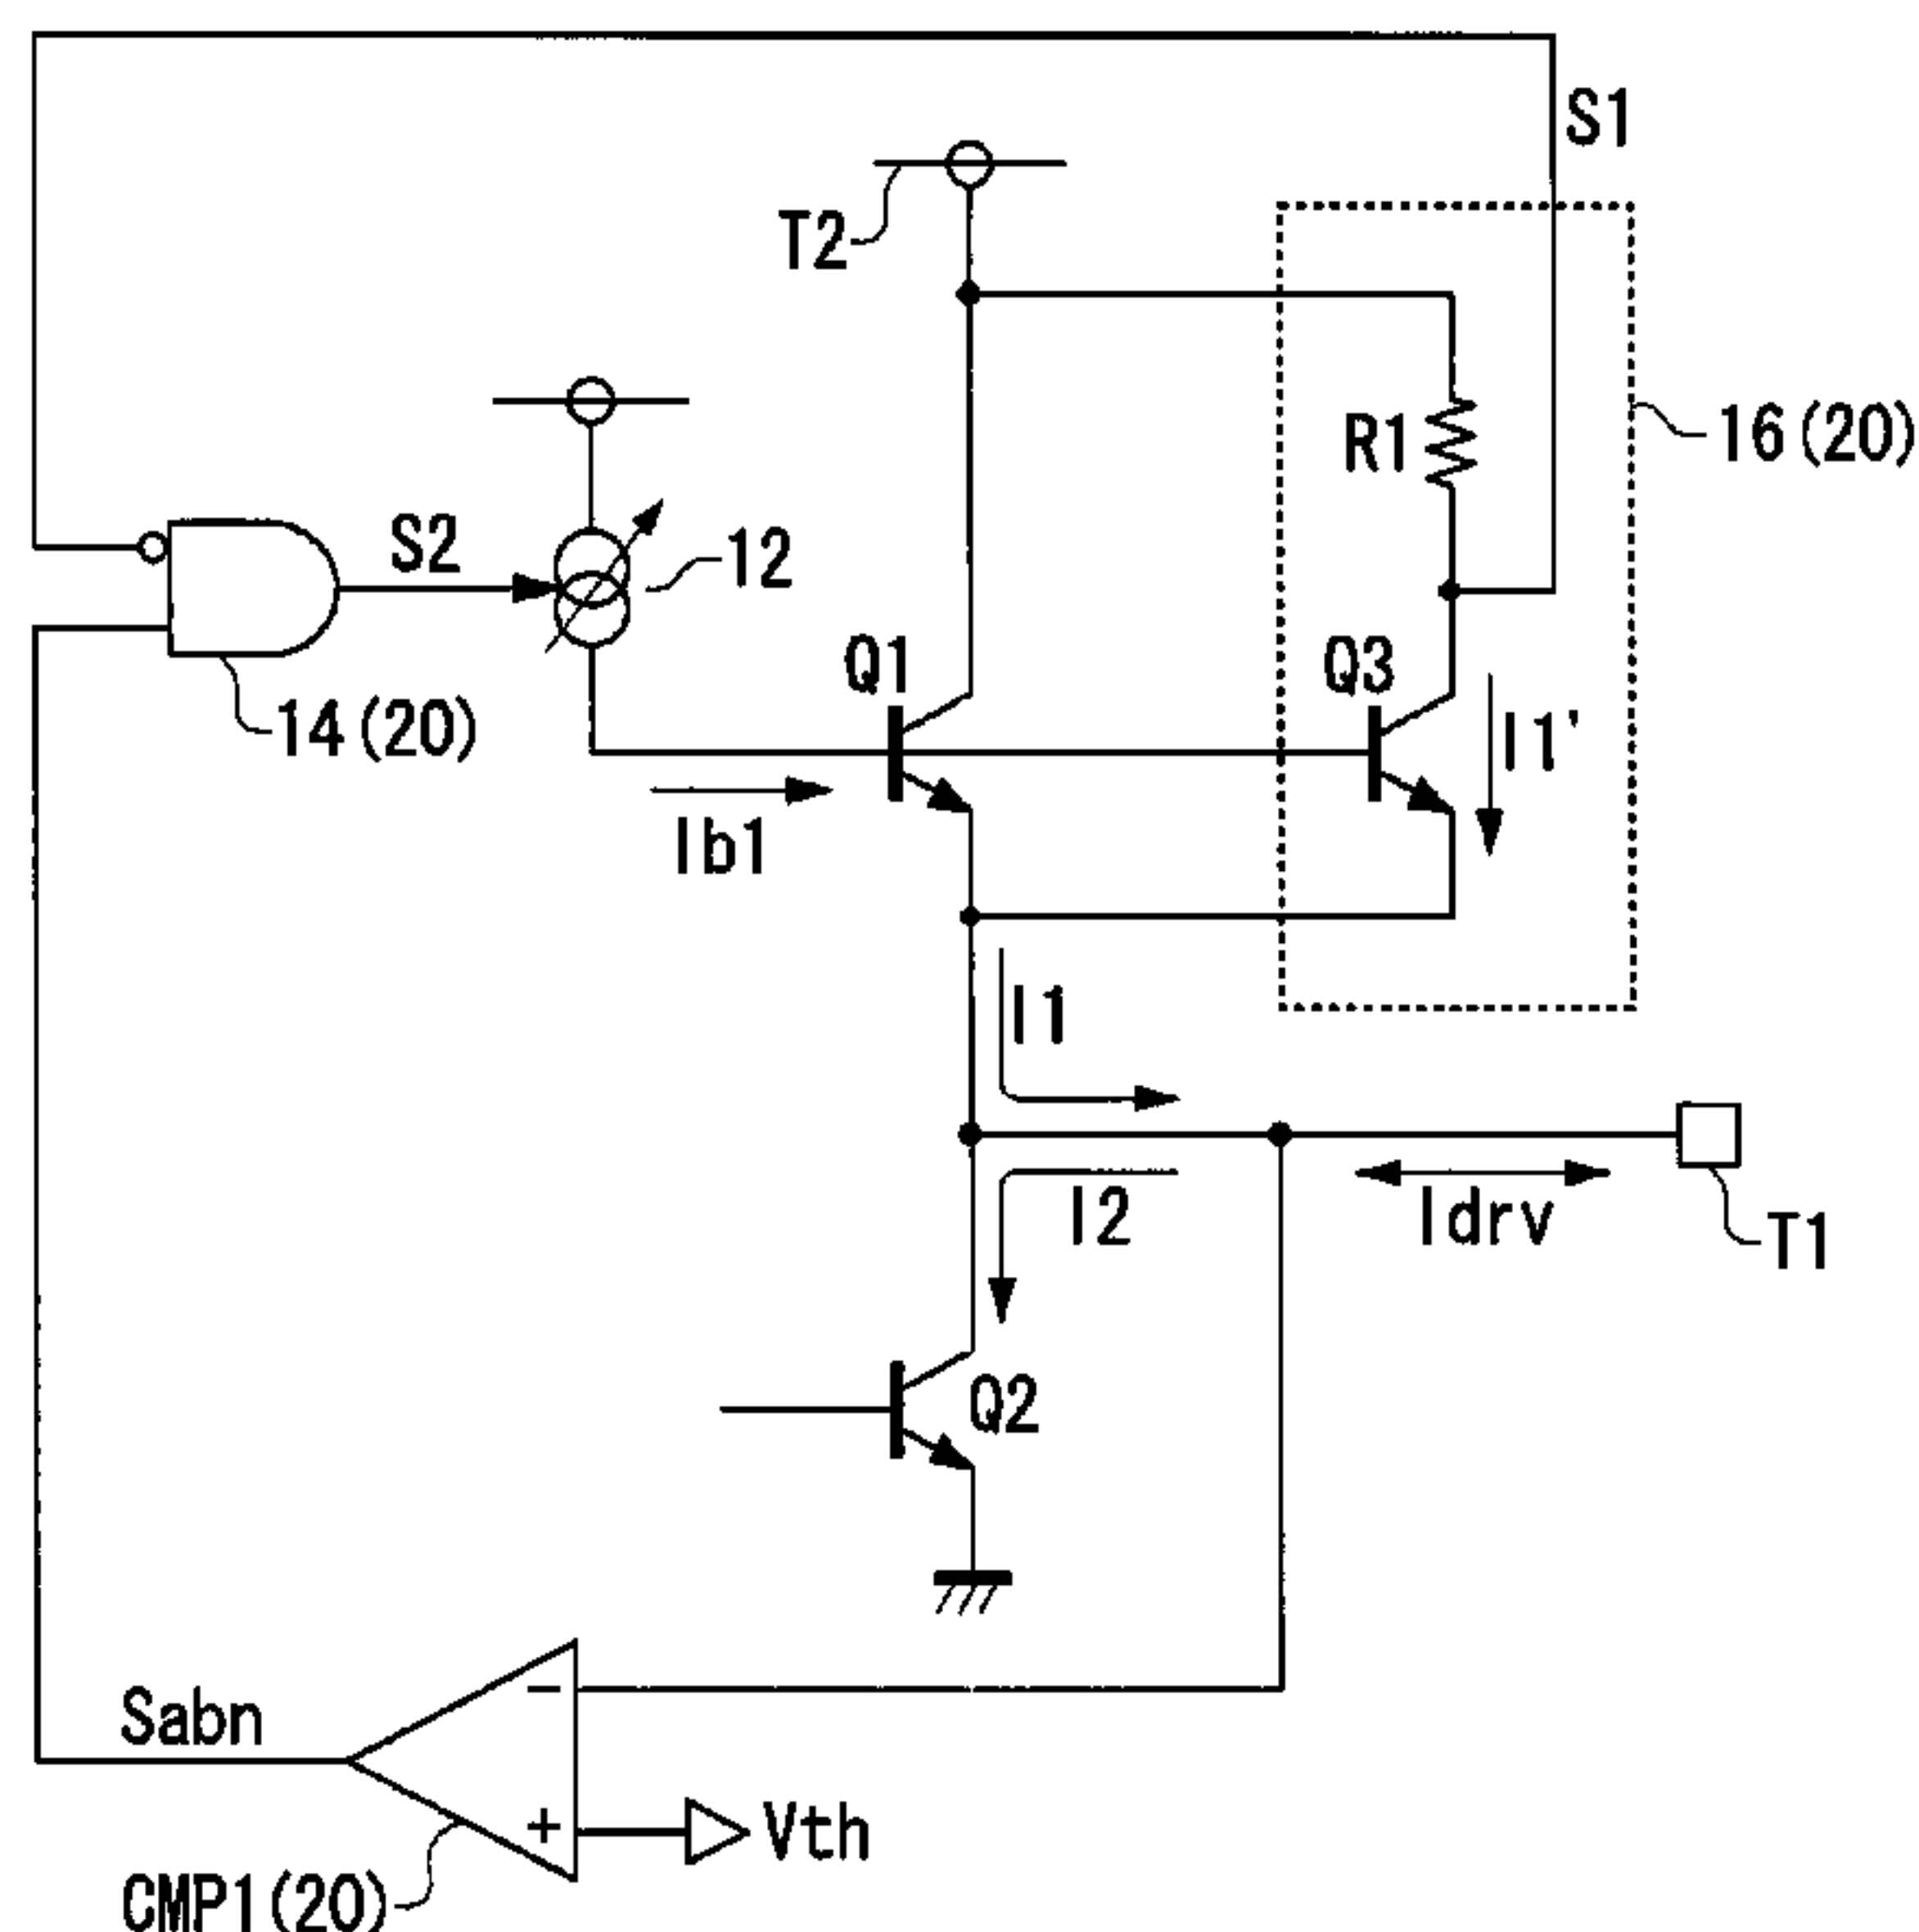 S1
T2
R1
16(20)
S2
12
Q1
Q3
14(20)
I1'
Ib1
I1
I2
Idrv
T1
Q2
Sabn
−
+
Vth
CMP1(20)